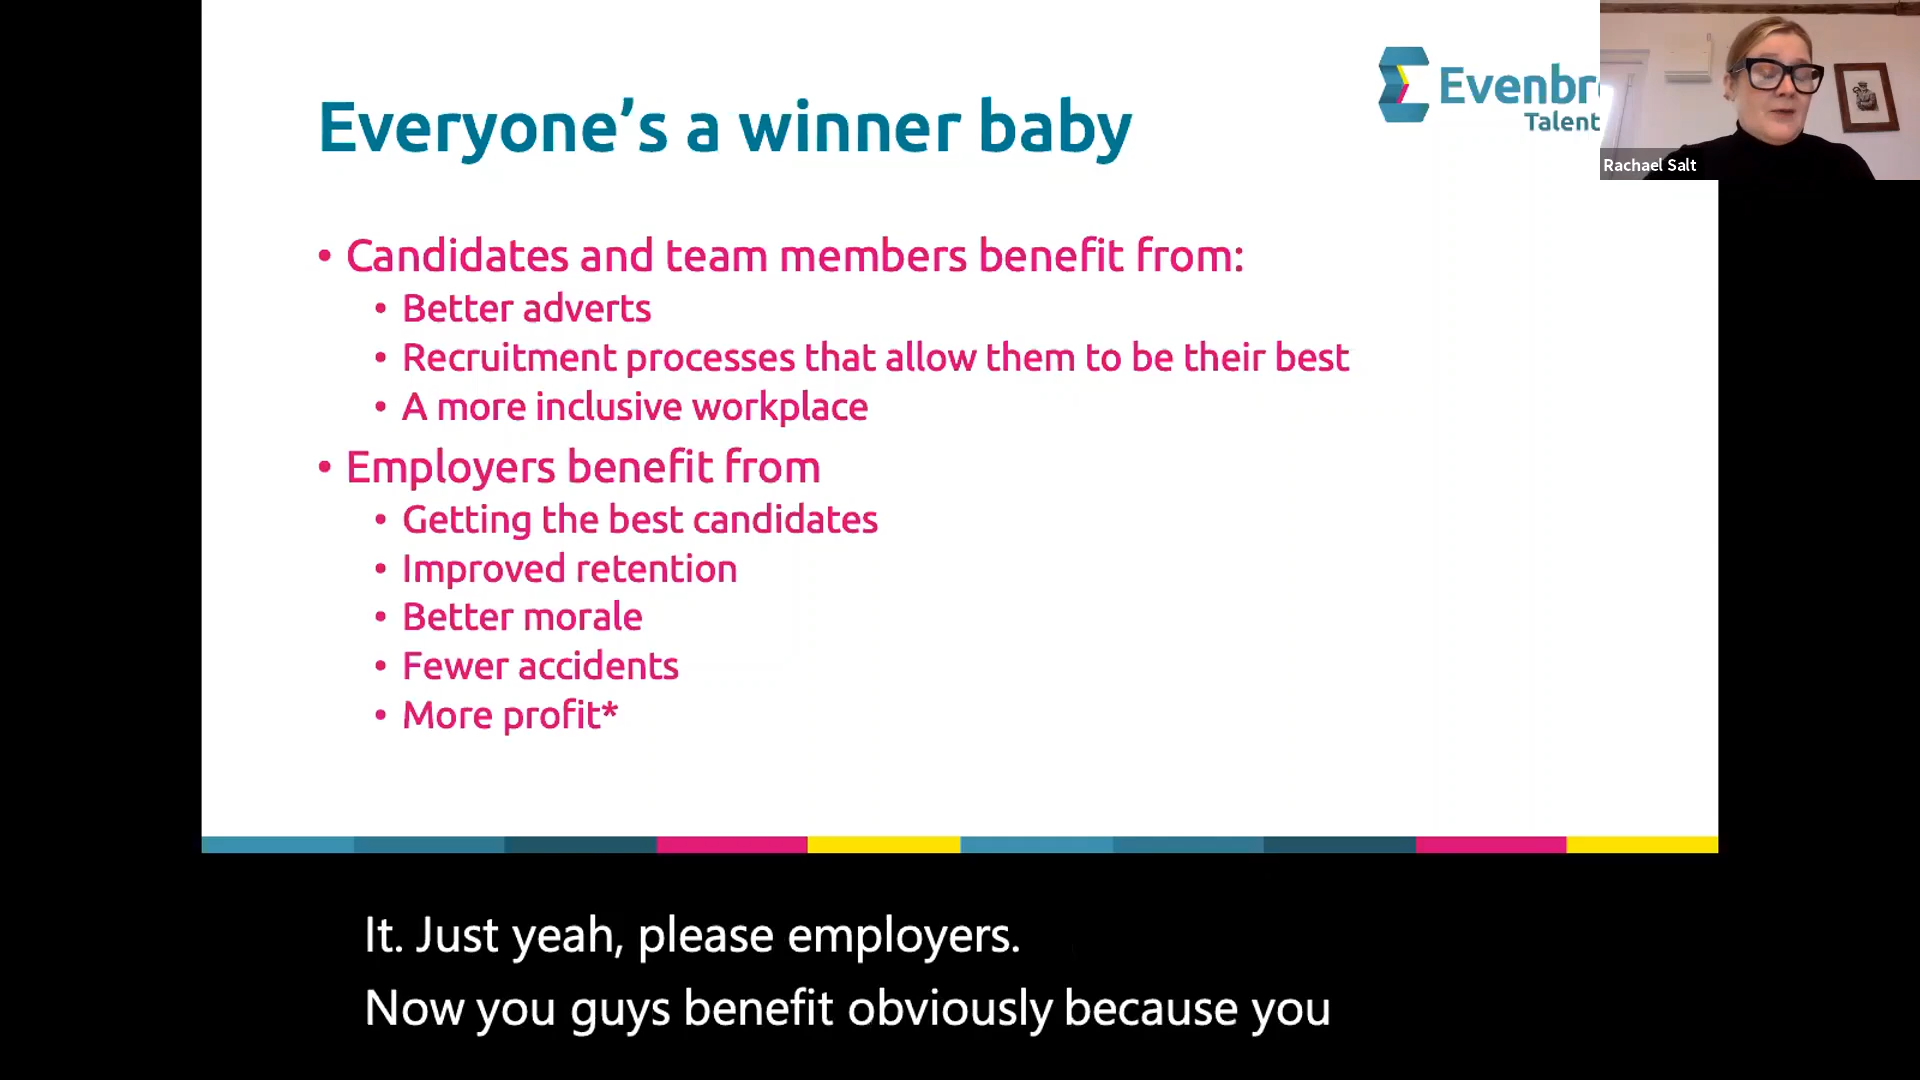 Everyone’s a winner baby
Evenbr
Talent
Rachael Salt
• Candidates and team members benefit from:
• Better adverts
• Recruitment processes that allow them to be their best
• A more inclusive workplace
• Employers benefit from
• Getting the best candidates
• Improved retention
• Better morale
• Fewer accidents
• More profit*
It. Just yeah, please employers.
Now you guys benefit obviously because you